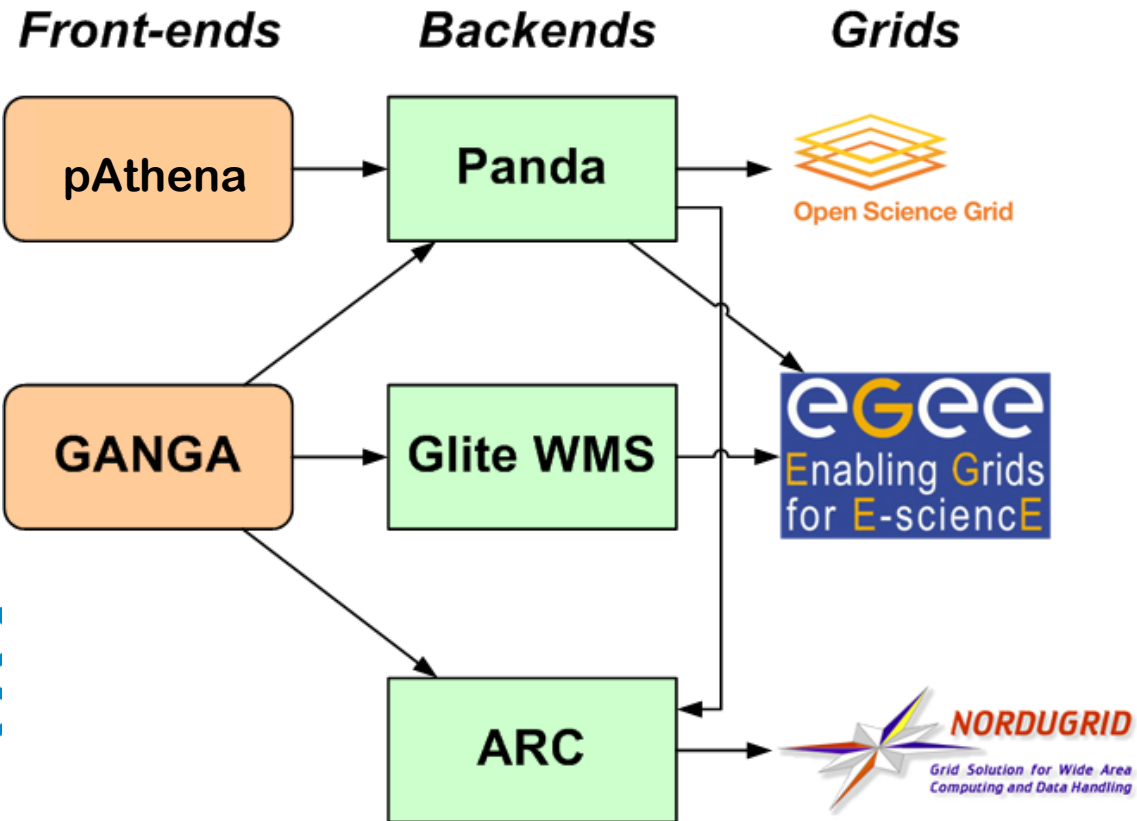 Front-ends
Backends
Grids
pAthena
Panda
Open Science Grid
GANGA
Glite WMS
eGee
Enabling Grids
for E-sciencE
ARC
NORDUGRID
Grid Solution for Wide Area
Computing and Data Handling